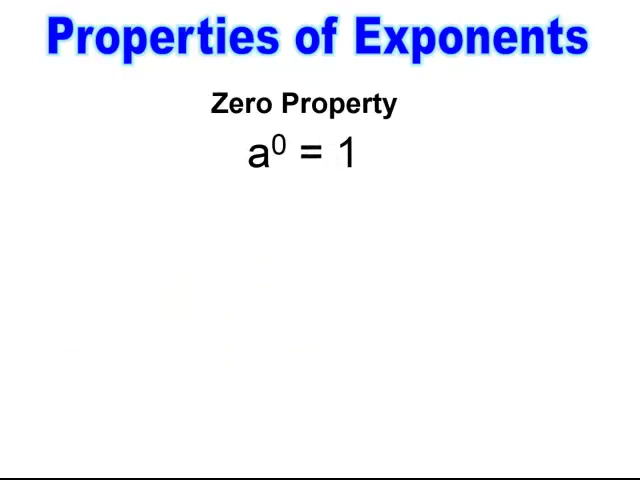 Properties of Exponents
Zero Property
a⁰ = 1